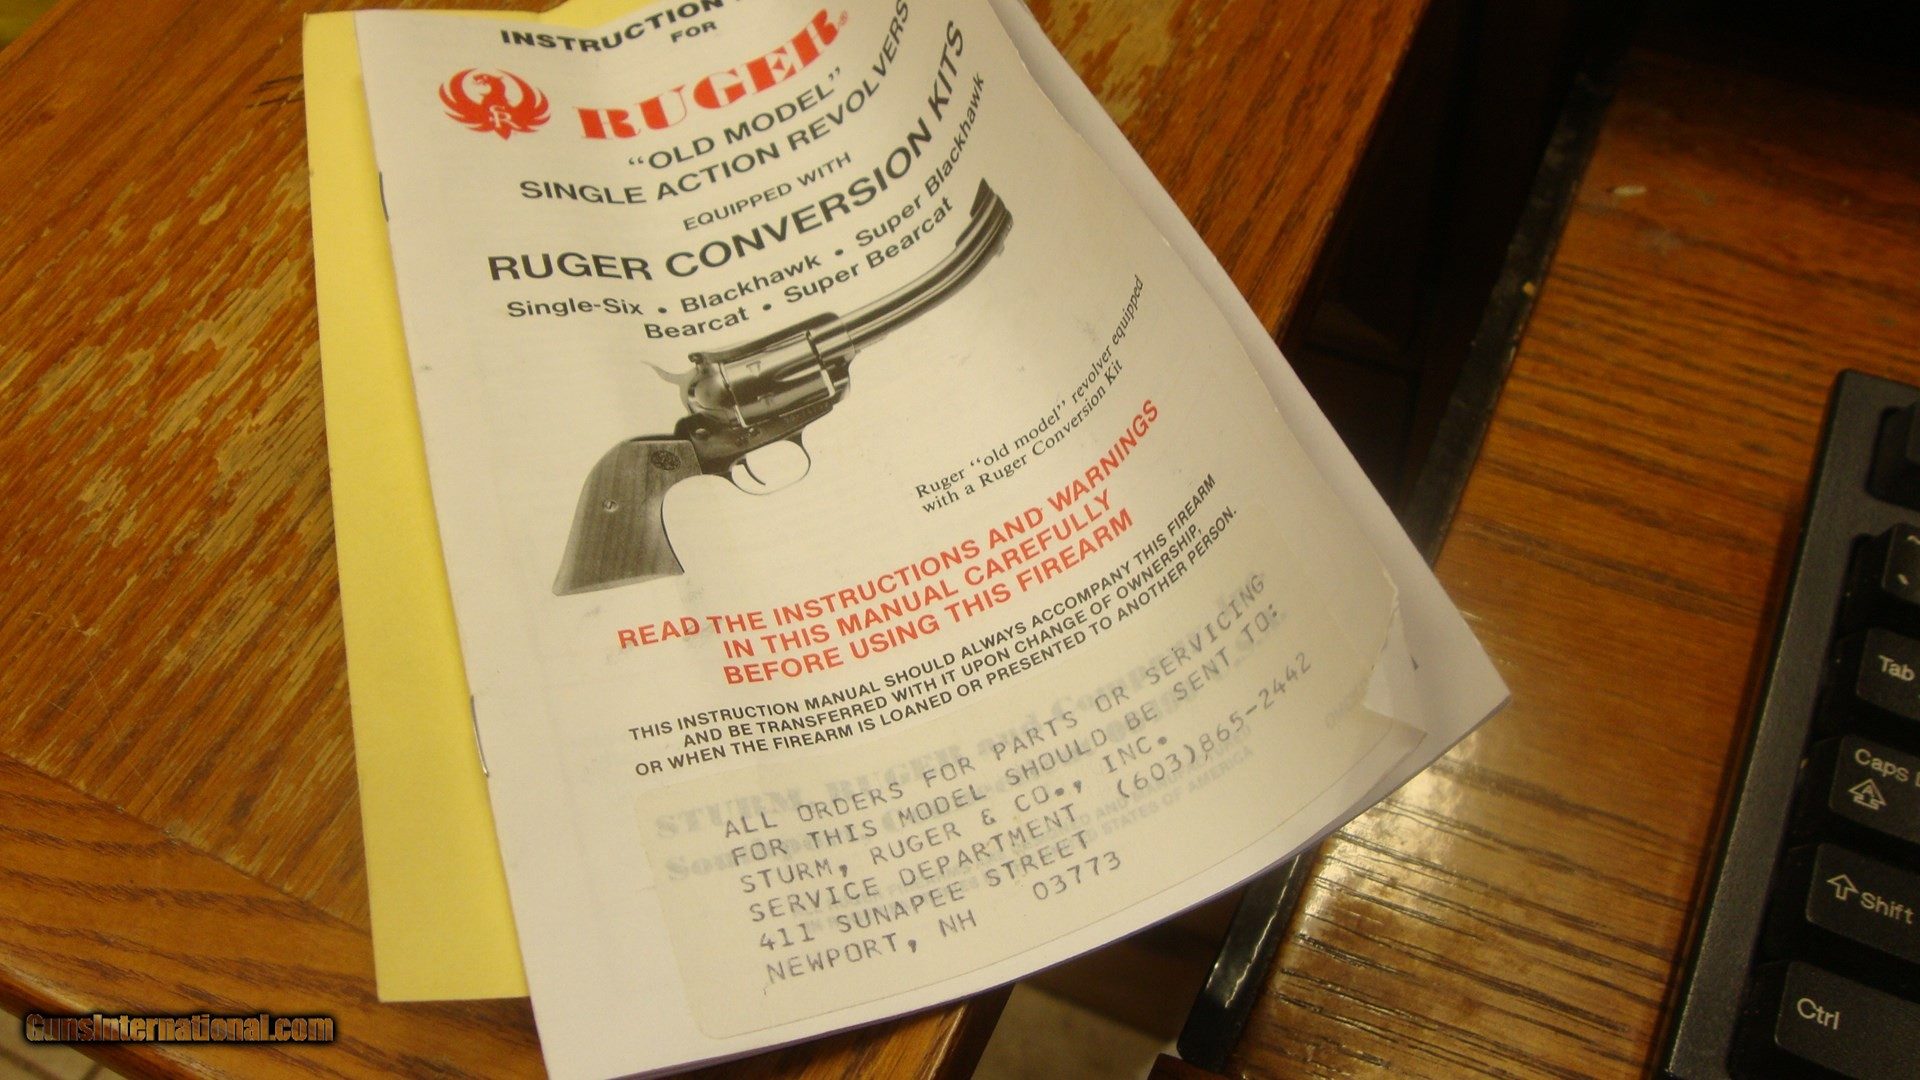 INSTRUCTION
FOR
RUGER®
"OLD MODEL"
SINGLE ACTION REVOLVERS
EQUIPPED WITH
RUGER CONVERSION KITS
Single-Six • Blackhawk • Super Blackhawk
Bearcat • Super Bearcat
Ruger "old model" revolver equipped
with a Ruger Conversion Kit
READ THE INSTRUCTIONS AND WARNINGS
IN THIS MANUAL CAREFULLY
BEFORE USING THIS FIREARM
THIS INSTRUCTION MANUAL SHOULD ALWAYS ACCOMPANY THIS FIREARM
AND BE TRANSFERRED WITH IT UPON CHANGE OF OWNERSHIP,
OR WHEN THE FIREARM IS LOANED OR PRESENTED TO ANOTHER PERSON.
ALL ORDERS FOR PARTS OR SERVICING
FOR THIS MODEL SHOULD BE SENT TO:
STURM, RUGER & CO., INC.
SERVICE DEPARTMENT (603)865-2442
411 SUNAPEE STREET
NEWPORT, NH 03773
Tab
Caps
Shift
Ctrl
GunsInternational.com